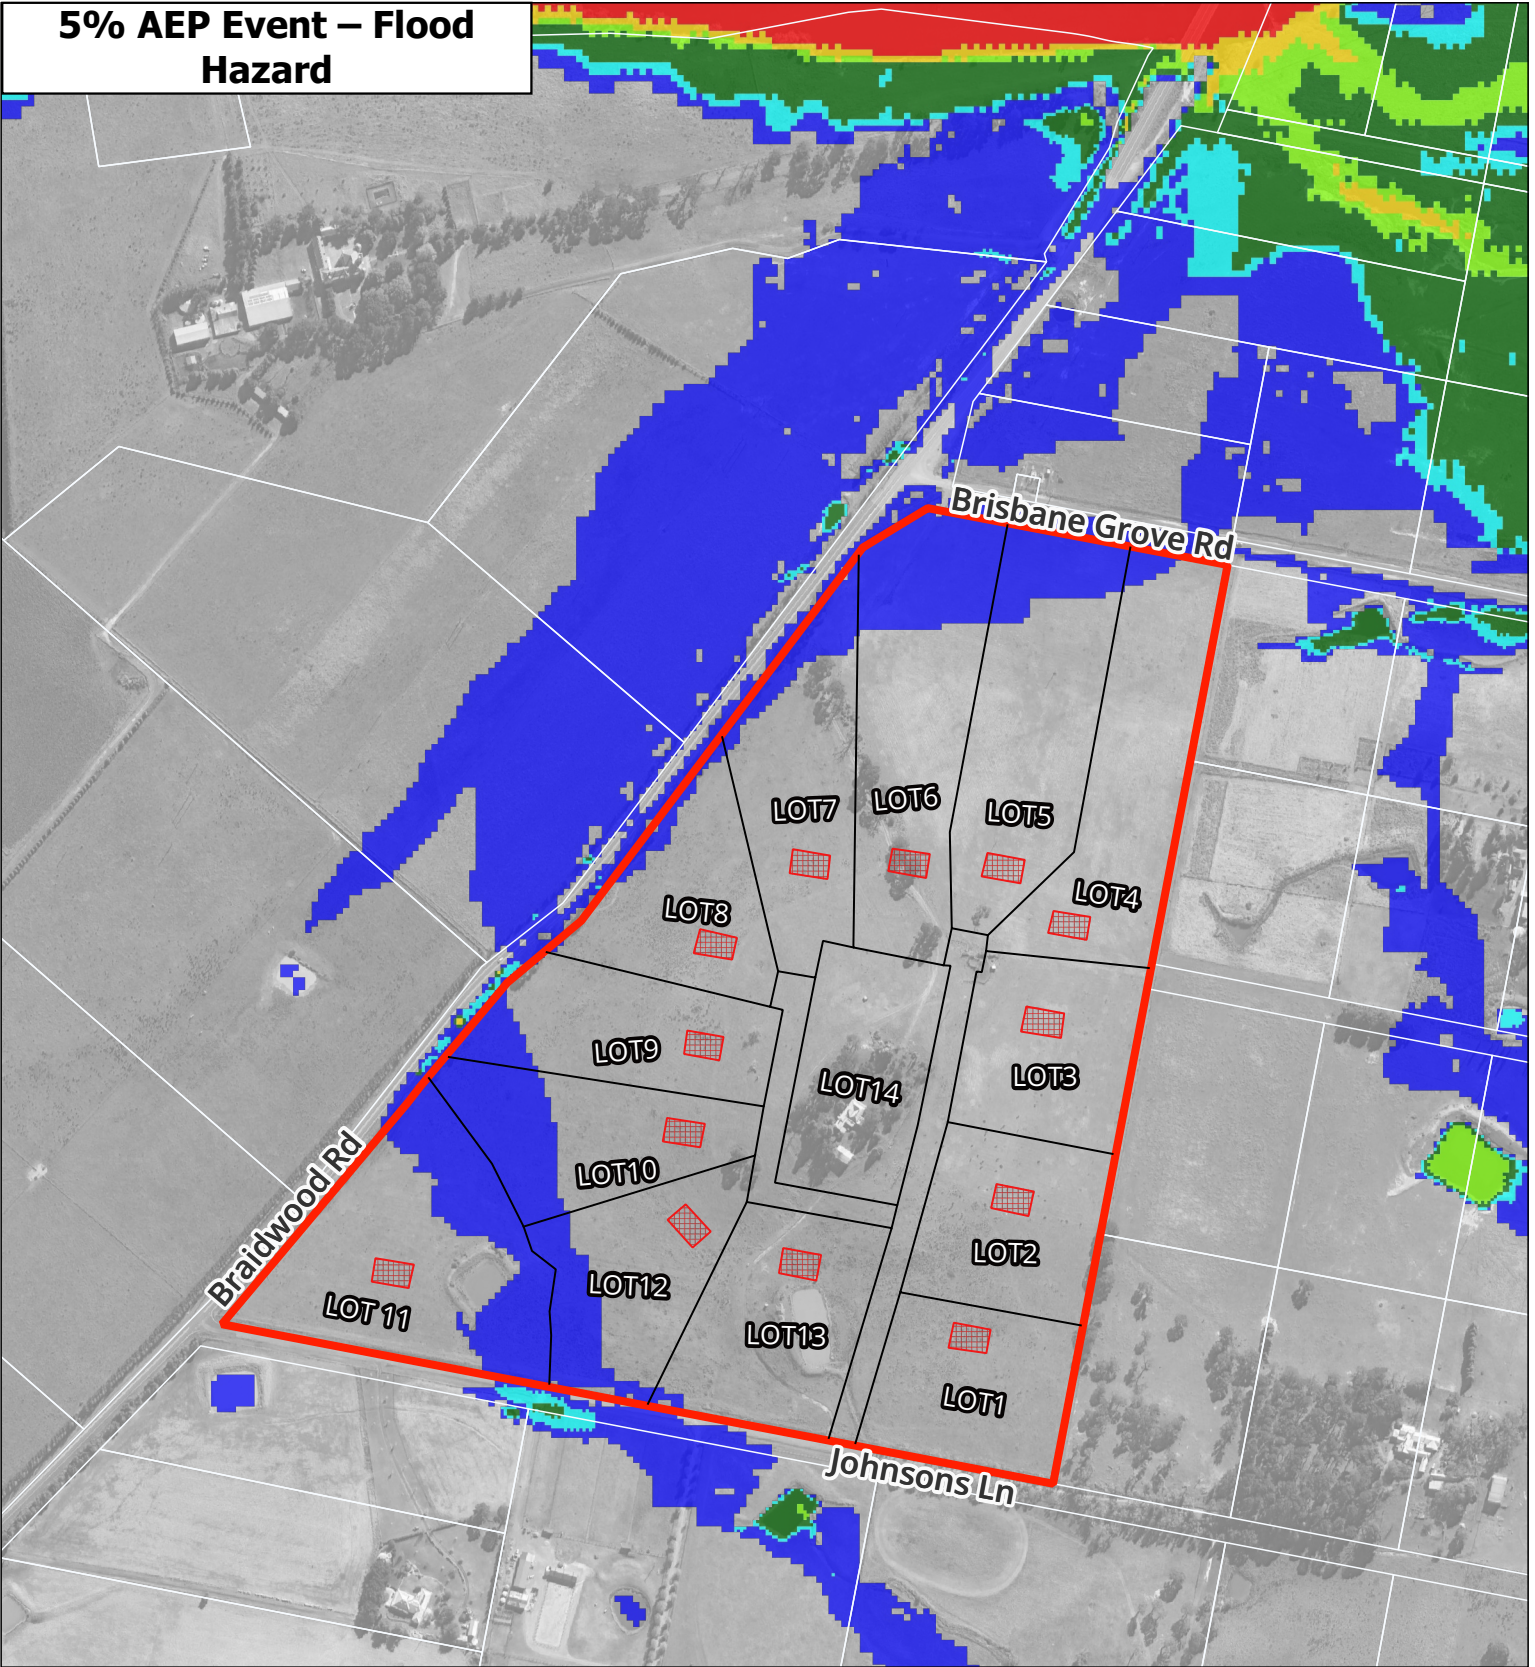 5% AEP Event – Flood
Hazard
Brisbane Grove Rd
LOT7
LOT6
LOT5
LOT4
LOT8
LOT9
LOT14
LOT3
LOT10
LOT2
LOT12
LOT 11
LOT13
LOT1
Braidwood Rd
Johnsons Ln